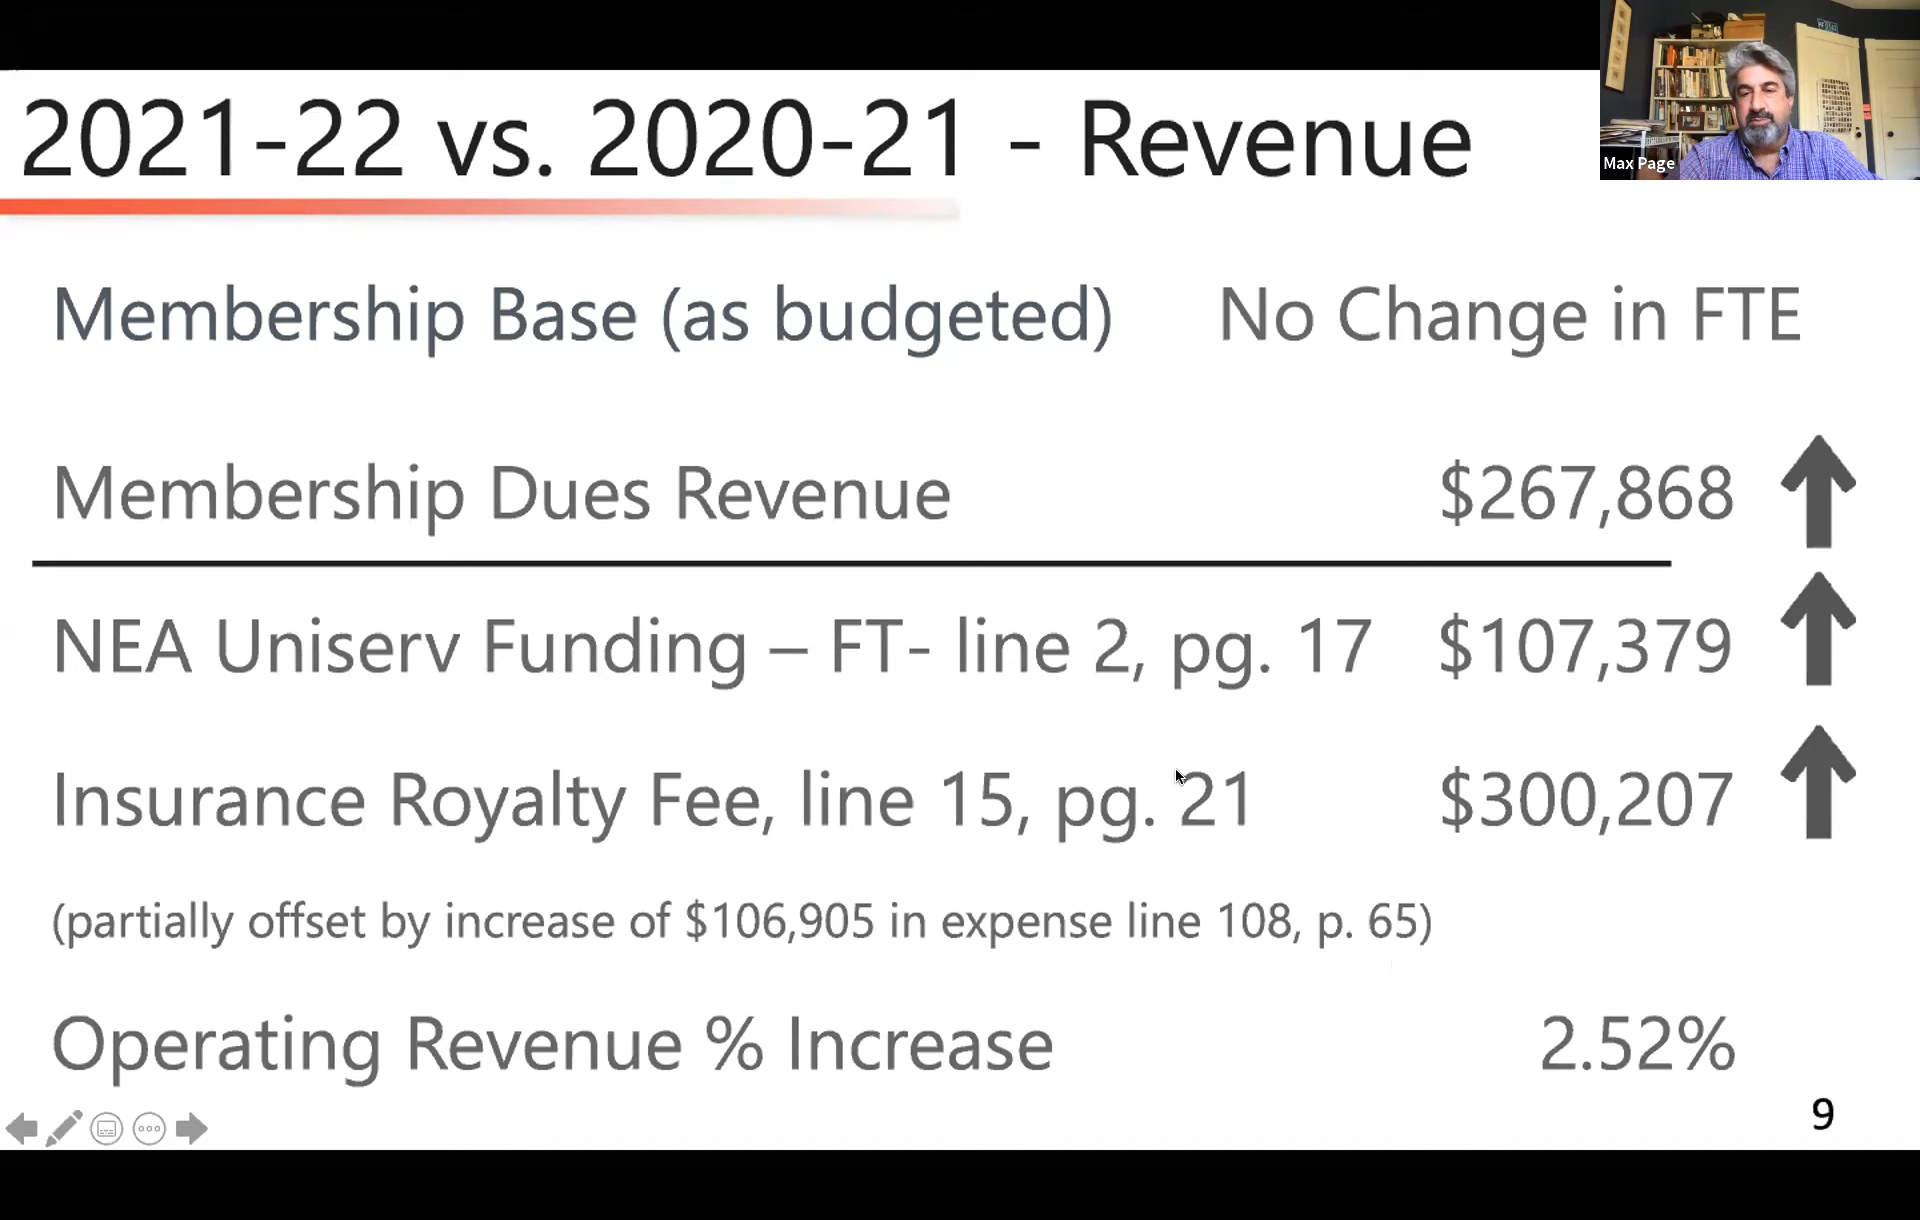 2021-22 vs. 2020-21 - Revenue
Max Page
Membership Base (as budgeted) No Change in FTE
Membership Dues Revenue $267,868
NEA Uniserv Funding – FT- line 2, pg. 17 $107,379
Insurance Royalty Fee, line 15, pg. 21 $300,207
(partially offset by increase of $106,905 in expense line 108, p. 65)
Operating Revenue % Increase 2.52%
9